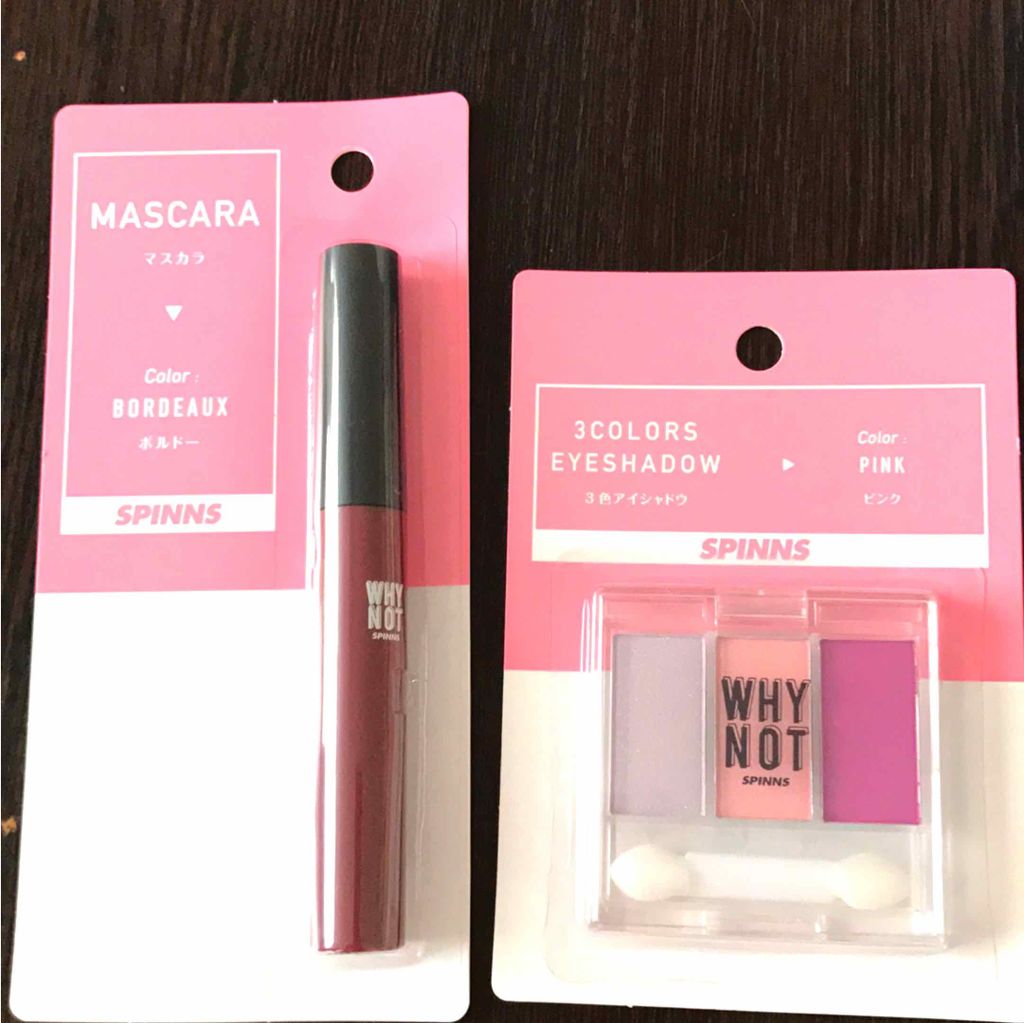 MASCARA
マスカラ
Color :
BORDEAUX
ボルドー
SPINNS
WHY
NOT
SPINNS
3COLORS
EYESHADOW
3色アイシャドウ
Color :
PINK
ピンク
SPINNS
WHY
NOT
SPINNS